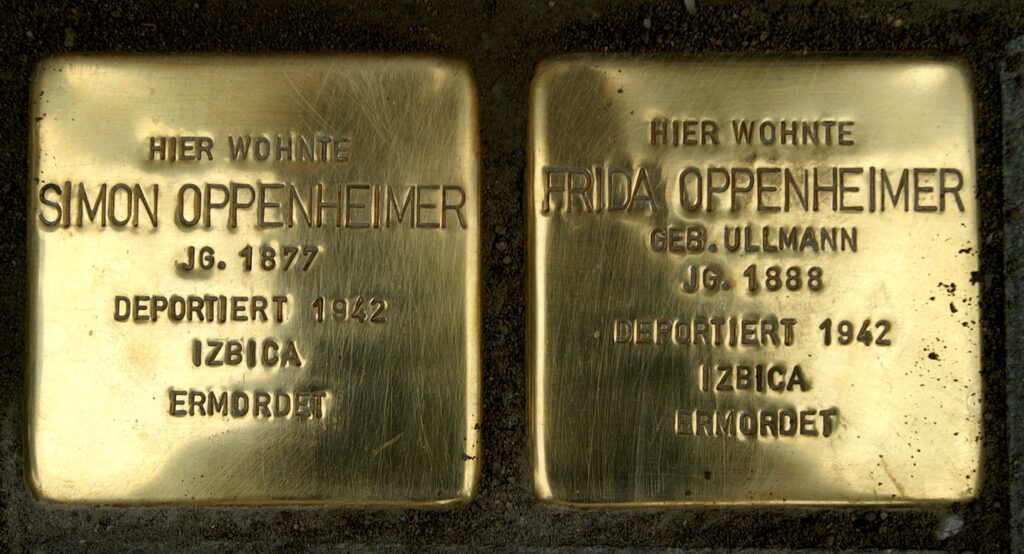 HIER WOHNTE
SIMON OPPENHEIMER
JG. 1877
DEPORTIERT 1942
IZBICA
ERMORDET
HIER WOHNTE
FRIDA OPPENHEIMER
GEB. ULLMANN
JG. 1888
DEPORTIERT 1942
IZBICA
ERMORDET